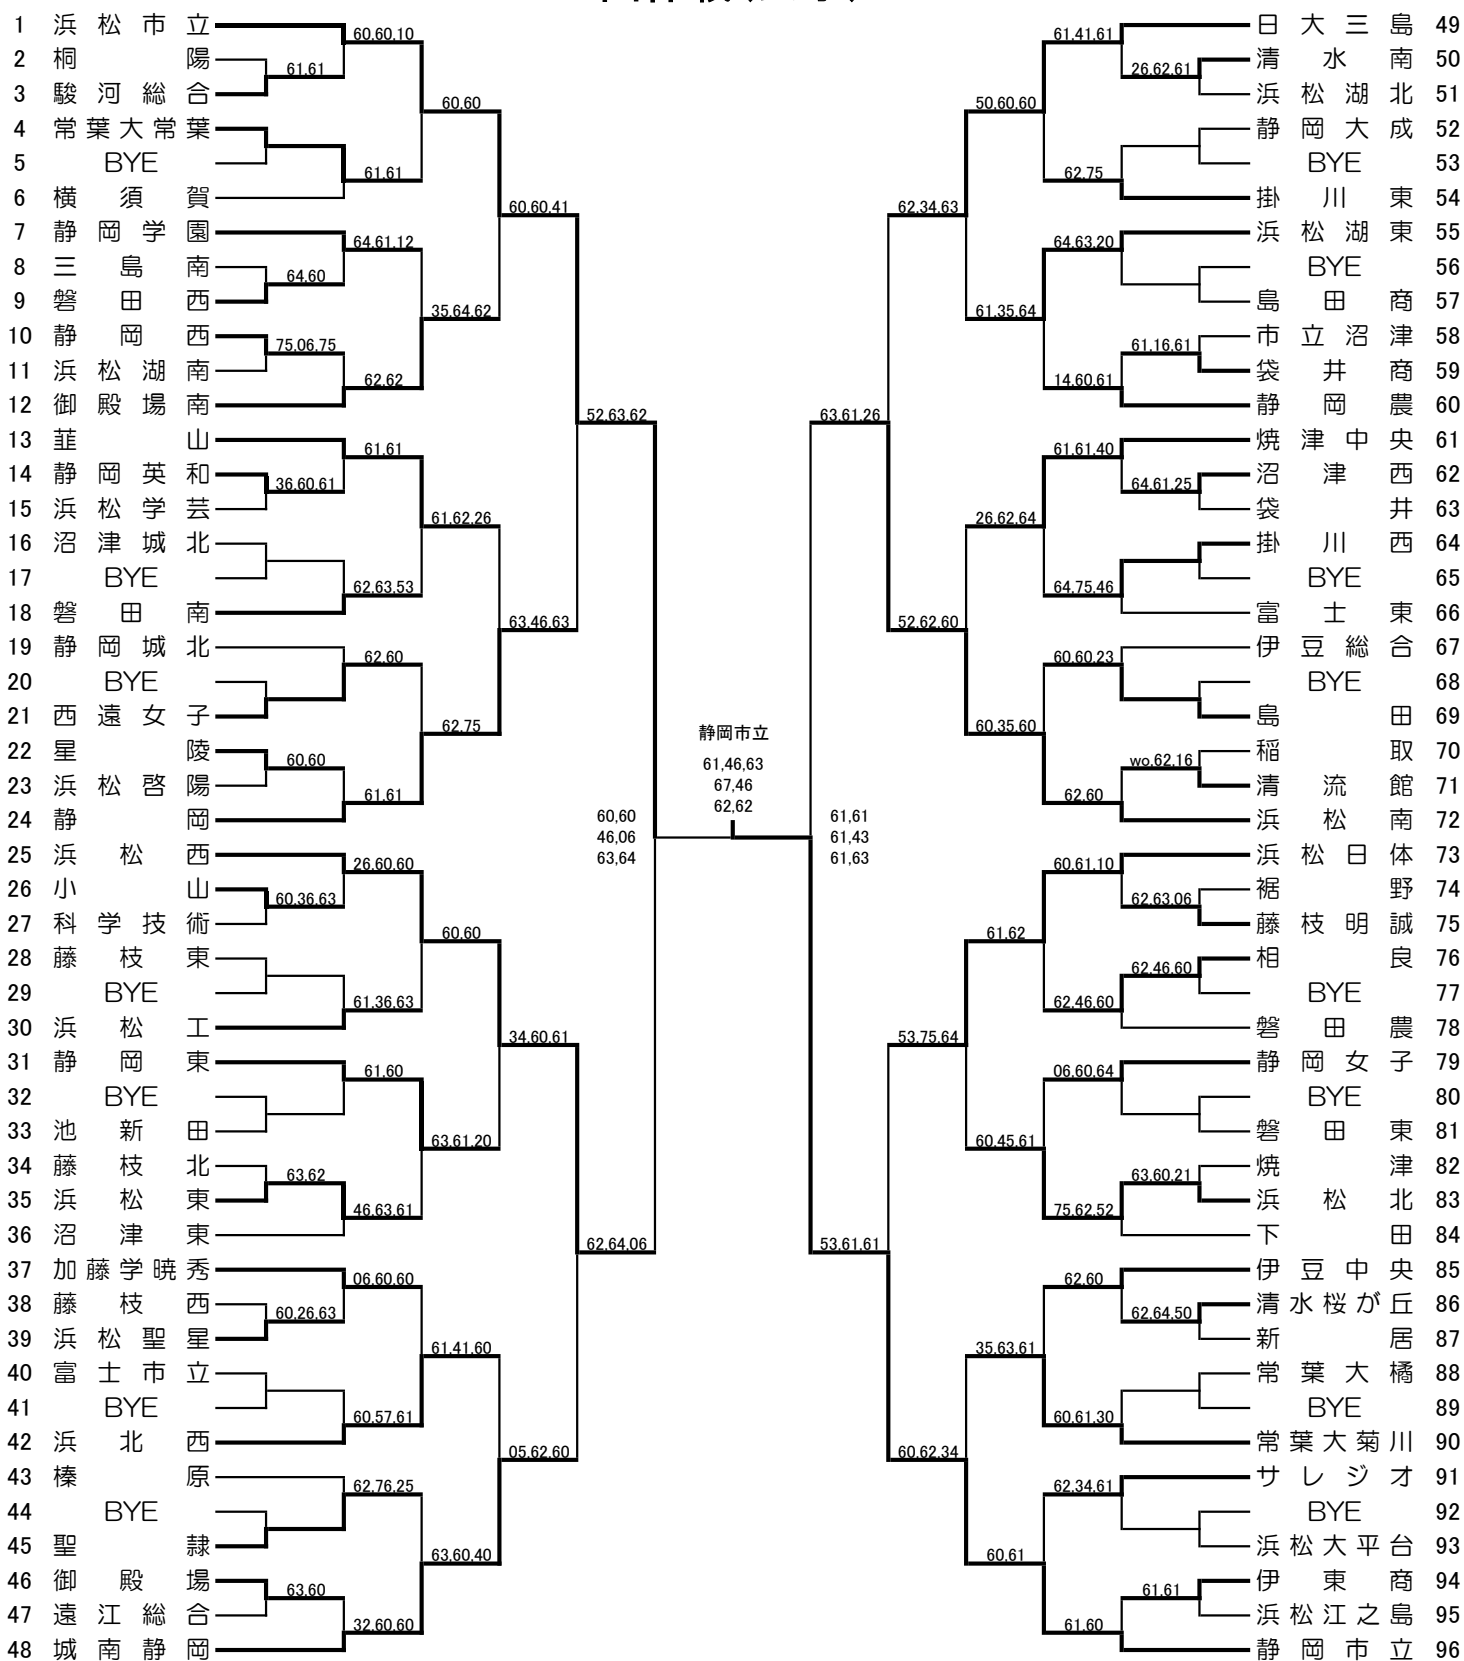 1 浜松市立
2 桐陽
3 駿河総合
4 常葉大常葉
5 BYE
6 横須賀
7 静岡学園
8 三島南
9 磐田西
10 静岡西
11 浜松湖南
12 御殿場南
13 韮山
14 静岡英和
15 浜松学芸
16 沼津城北
17 BYE
18 磐田南
19 静岡城北
20 BYE
21 西遠女子
22 星陵
23 浜松啓陽
24 静岡
25 浜松西
26 小山
27 科学技術
28 藤枝東
29 BYE
30 浜松工
31 静岡東
32 BYE
33 池新田
34 藤枝北
35 浜松東
36 沼津東
37 加藤学暁秀
38 藤枝西
39 浜松聖星
40 富士市立
41 BYE
42 浜北西
43 榛原
44 BYE
45 聖隷
46 御殿場
47 遠江総合
48 城南静岡
60,60,10
61,61
61,61
64,61,12
64,60
75,06,75
62,62
61,61
36,60,61
62,63,53
62,60
60,60
61,61
26,60,60
60,36,63
61,36,63
61,60
63,62
46,63,61
06,60,60
60,26,63
60,57,61
62,76,25
63,60
32,60,60
60,60
35,64,62
61,62,26
62,75
60,60
63,61,20
61,41,60
63,60,40
60,60,41
63,46,63
34,60,61
05,62,60
52,63,62
62,64,06
60,60
46,06
63,64
静岡市立
61,46,63
67,46
62,62
61,61
61,43
61,63
63,61,26
53,61,61
62,34,63
52,62,60
53,75,64
60,62,34
50,60,60
61,35,64
26,62,64
60,35,60
61,62
60,45,61
35,63,61
60,61
61,41,61
26,62,61
62,75
64,63,20
61,16,61
14,60,61
61,61,40
64,61,25
64,75,46
60,60,23
wo,62,16
62,60
60,61,10
62,63,06
62,46,60
62,46,60
06,60,64
63,60,21
75,62,52
62,60
62,64,50
60,61,30
62,34,61
61,61
61,60
日大三島 49
清水南 50
浜松湖北 51
静岡大成 52
BYE 53
掛川東 54
浜松湖東 55
BYE 56
島田商 57
市立沼津 58
袋井商 59
静岡農 60
焼津中央 61
沼津西 62
袋井 63
掛川西 64
BYE 65
富士東 66
伊豆総合 67
BYE 68
島田 69
稲取 70
清流館 71
浜松南 72
浜松日体 73
裾野 74
藤枝明誠 75
相良 76
BYE 77
磐田農 78
静岡女子 79
BYE 80
磐田東 81
焼津 82
浜松北 83
下田 84
伊豆中央 85
清水桜が丘 86
新居 87
常葉大橘 88
BYE 89
常葉大菊川 90
サレジオ 91
BYE 92
浜松大平台 93
伊東商 94
浜松江之島 95
静岡市立 96